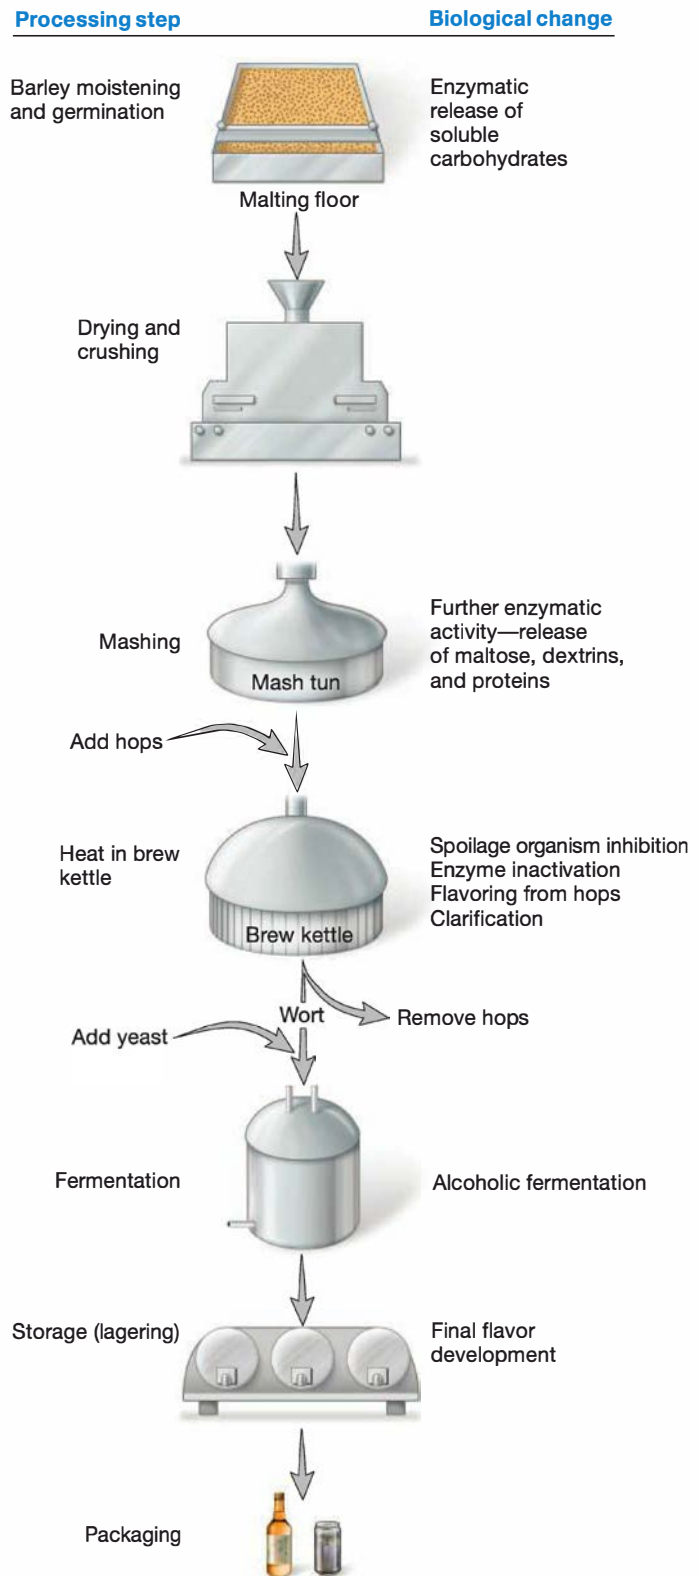 Processing step
Biological change
Barley moistening
and germination
Enzymatic
release of
soluble
carbohydrates
Malting floor
Drying and
crushing
Mashing
Mash tun
Further enzymatic
activity—release
of maltose, dextrins,
and proteins
Add hops
Heat in brew
kettle
Brew kettle
Spoilage organism inhibition
Enzyme inactivation
Flavoring from hops
Clarification
Wort
Remove hops
Add yeast
Fermentation
Alcoholic fermentation
Storage (lagering)
Final flavor
development
Packaging